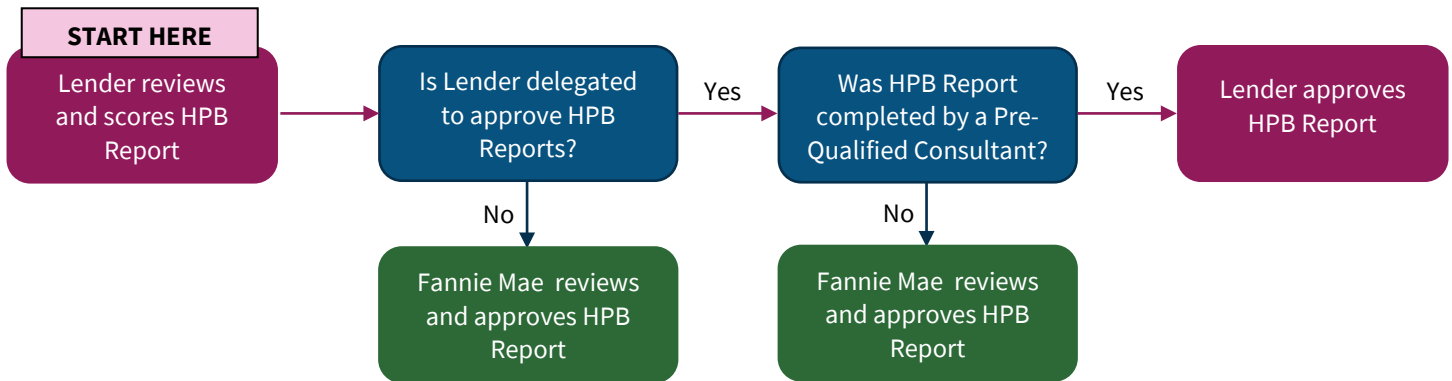 START HERE
Lender reviews
and scores HPB
Report
Is Lender delegated
to approve HPB
Reports?
Yes
Was HPB Report
completed by a Pre-
Qualified Consultant?
Yes
Lender approves
HPB Report
No
No
Fannie Mae  reviews
and approves HPB
Report
Fannie Mae  reviews
and approves HPB
Report